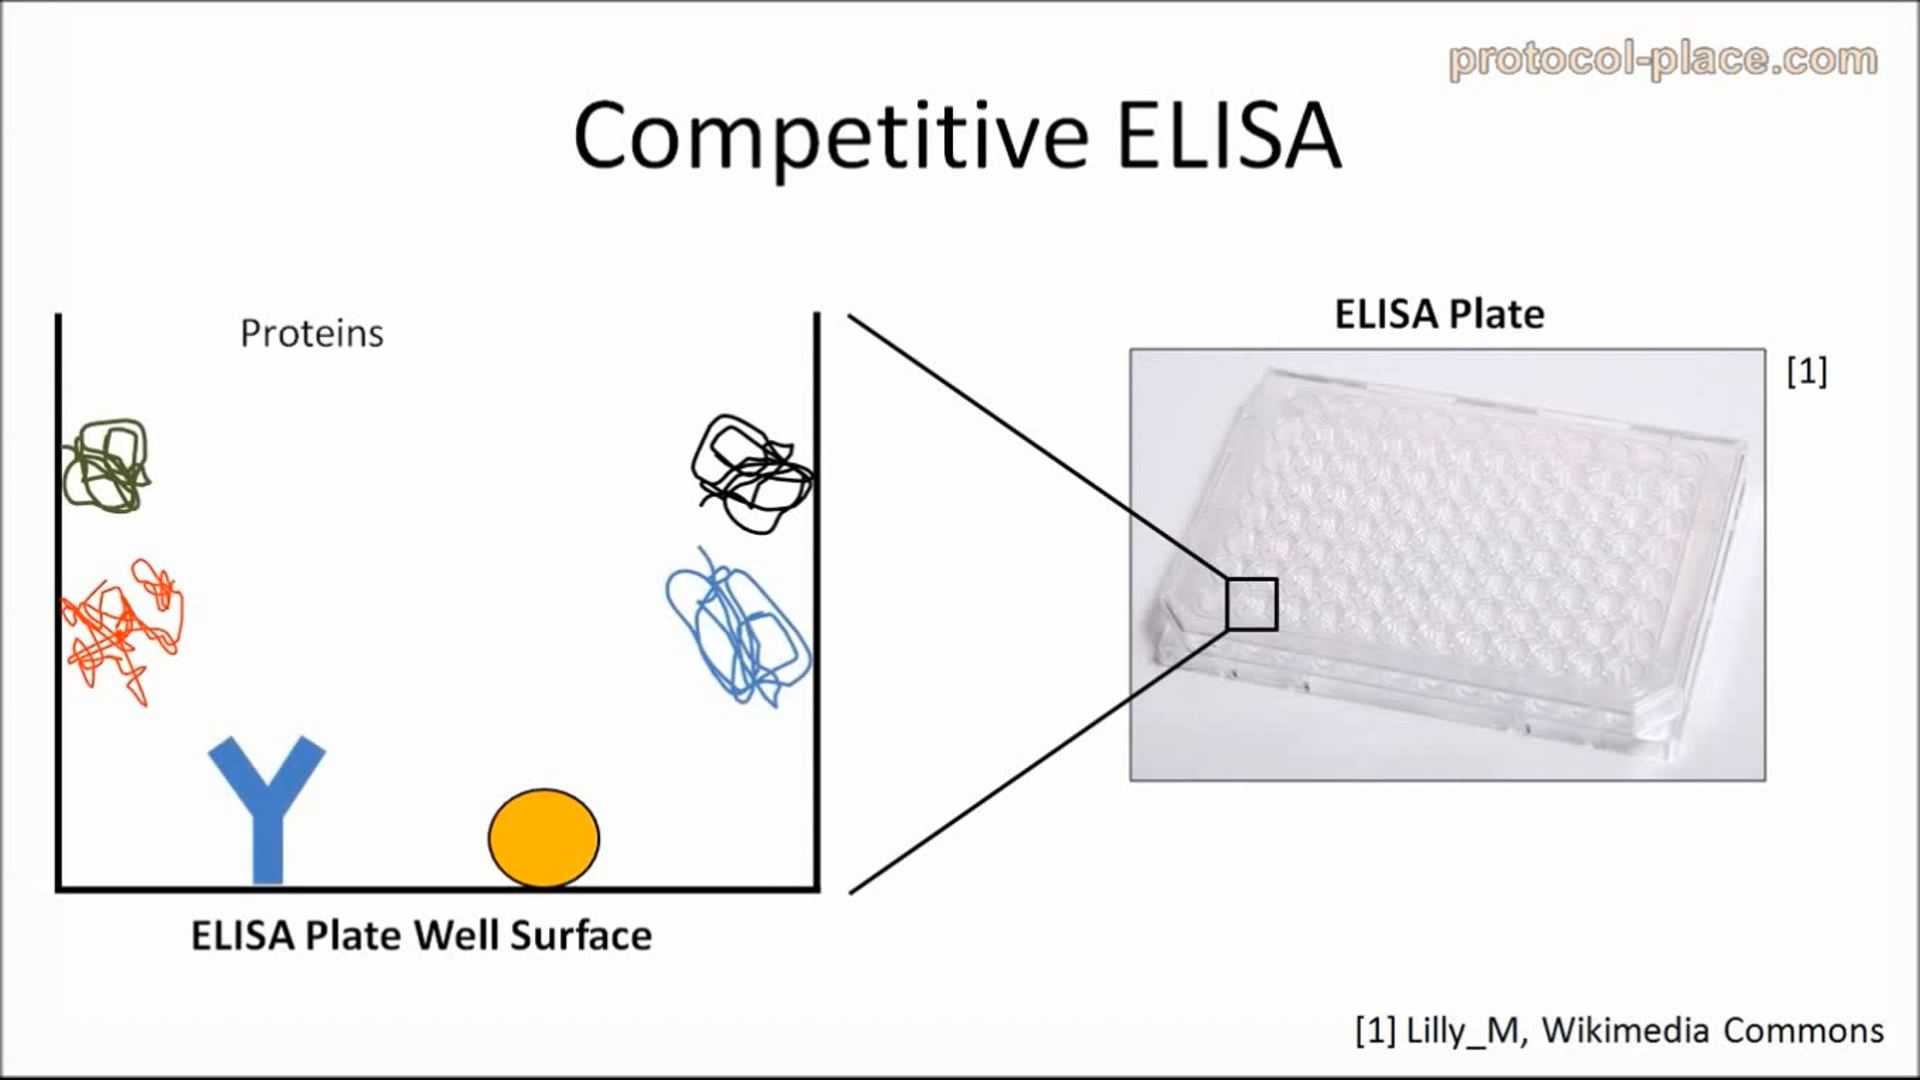 protocol-place.com
Competitive ELISA
Proteins
ELISA Plate
[1]
ELISA Plate Well Surface
[1] Lilly_M, Wikimedia Commons